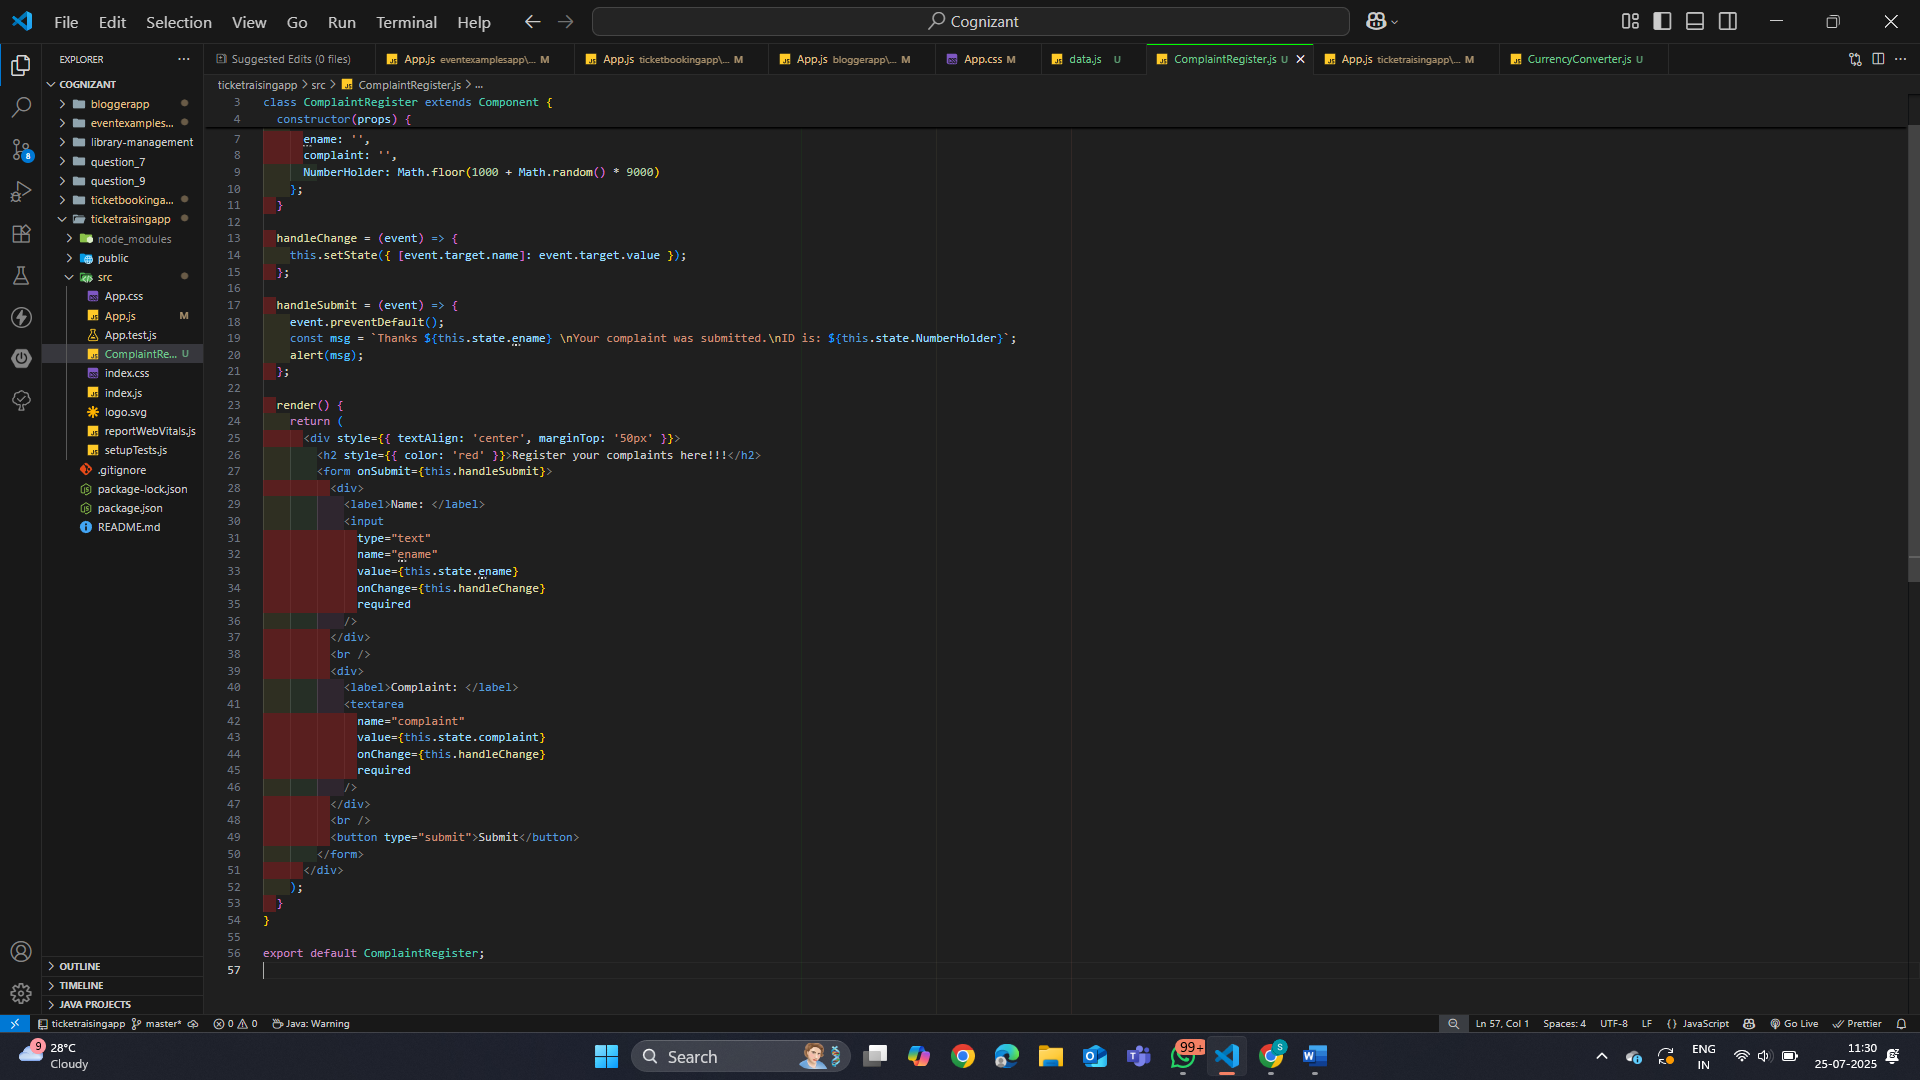 File Edit Selection View Go Run Terminal Help
Cognizant
EXPLORER
Suggested Edits (0 files)
App.js eventexamplesapp\... M
App.js ticketbookingapp\... M
App.js bloggerapp\... M
App.css M
data.js U
ComplaintRegister.js U
App.js ticketraisingapp\... M
CurrencyConverter.js U
ticketraisingapp > src > ComplaintRegister.js > ...
COGNIZANT
bloggerapp
eventexamples...
library-management
question_7
question_9
ticketbookinga...
ticketraisingapp
node_modules
public
src
App.css
App.js M
App.test.js
ComplaintRe... U
index.css
index.js
logo.svg
reportWebVitals.js
setupTests.js
.gitignore
package-lock.json
package.json
README.md
OUTLINE
TIMELINE
JAVA PROJECTS
8
3 class ComplaintRegister extends Component {
4 constructor(props) {
7 ename: '',
8 complaint: '',
9 NumberHolder: Math.floor(1000 + Math.random() * 9000)
10 };
11 }
12
13 handleChange = (event) => {
14 this.setState({ [event.target.name]: event.target.value });
15 };
16
17 handleSubmit = (event) => {
18 event.preventDefault();
19 const msg = `Thanks ${this.state.ename} \nYour complaint was submitted.\nID is: ${this.state.NumberHolder}`;
20 alert(msg);
21 };
22
23 render() {
24 return (
25 <div style={{ textAlign: 'center', marginTop: '50px' }}>
26 <h2 style={{ color: 'red' }}>Register your complaints here!!!</h2>
27 <form onSubmit={this.handleSubmit}>
28 <div>
29 <label>Name: </label>
30 <input
31 type="text"
32 name="ename"
33 value={this.state.ename}
34 onChange={this.handleChange}
35 required
36 />
37 </div>
38 <br />
39 <div>
40 <label>Complaint: </label>
41 <textarea
42 name="complaint"
43 value={this.state.complaint}
44 onChange={this.handleChange}
45 required
46 />
47 </div>
48 <br />
49 <button type="submit">Submit</button>
50 </form>
51 </div>
52 );
53 }
54 }
55
56 export default ComplaintRegister;
57
ticketraisingapp master* 0 0 Java: Warning
Ln 57, Col 1 Spaces: 4 UTF-8 LF {} JavaScript Go Live Prettier
9
28°C
Cloudy
Search
99+
S
ENG
IN
11:30
25-07-2025